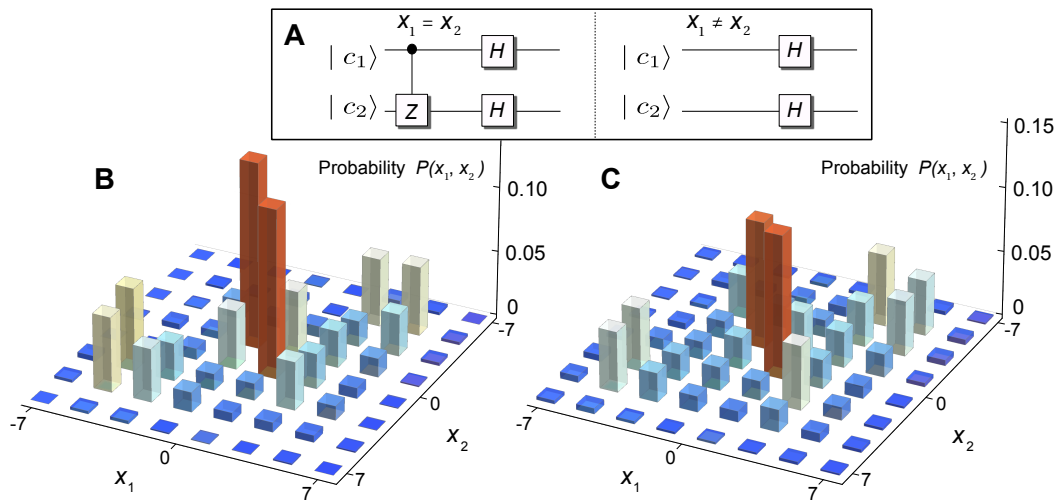 A
x₁ = x₂
x₁ ≠ x₂
| c₁⟩
H
| c₁⟩
H
| c₂⟩
Z
H
| c₂⟩
H
B
Probability P(x₁, x₂)
0.10
0.05
0
-7
0
7
x₁
-7
0
7
x₂
C
Probability P(x₁, x₂)
0.15
0.10
0.05
0
-7
0
7
x₁
-7
0
7
x₂